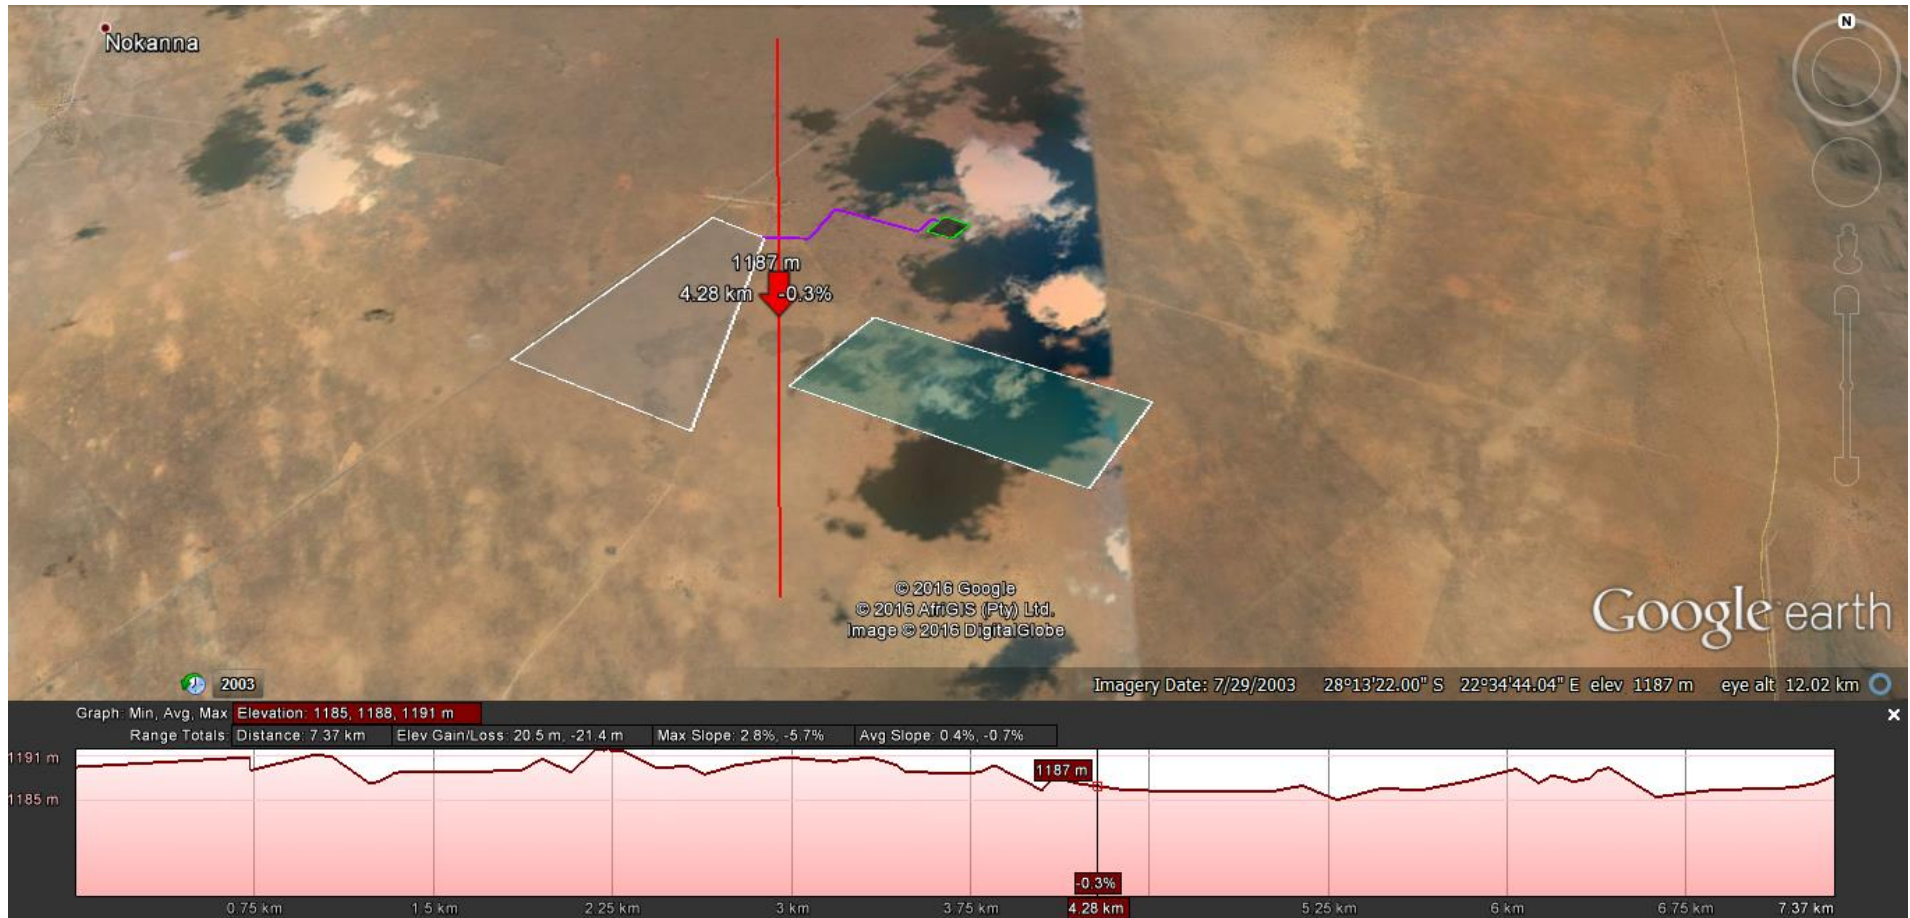 N
Nokanna
1187 m
4.28 km -0.3%
© 2016 Google
© 2016 AfriGIS (Pty) Ltd.
Image © 2016 DigitalGlobe
Google earth
2003
Imagery Date: 7/29/2003 28°13'22.00" S 22°34'44.04" E elev 1187 m eye alt 12.02 km
Graph: Min, Avg, Max Elevation: 1185, 1188, 1191 m
Range Totals: Distance: 7.37 km Elev Gain/Loss: 20.5 m, -21.4 m Max Slope: 2.8%, -5.7% Avg Slope: 0.4%, -0.7%
1191 m
1187 m
1185 m
-0.3%
0.75 km 1.5 km 2.25 km 3 km 3.75 km 4.28 km 5.25 km 6 km 6.75 km 7.37 km